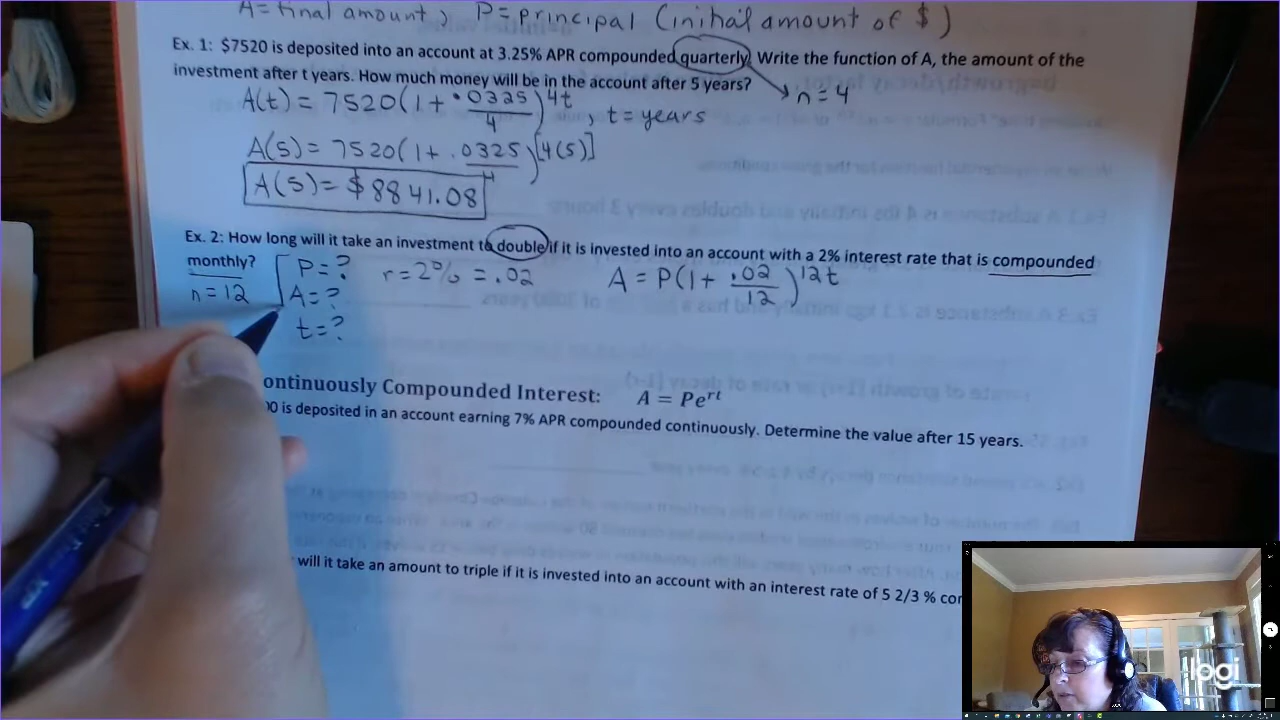 A = final amount, P = principal (initial amount of $)
Ex. 1: $7520 is deposited into an account at 3.25% APR compounded quarterly. Write the function of A, the amount of the
investment after t years. How much money will be in the account after 5 years?
n = 4
A(t) = 7520(1 + .0325/4)^4t, t = years
A(5) = 7520(1 + .0325/4)^[4(5)]
A(5) = $8841.08
Ex. 2: How long will it take an investment to double if it is invested into an account with a 2% interest rate that is compounded
monthly?
n = 12
P = ? r = 2% = .02 A = P(1 + .02/12)^12t
A = ?
t = ?
ontinuously Compounded Interest: A = Pe^rt
00 is deposited in an account earning 7% APR compounded continuously. Determine the value after 15 years.
will it take an amount to triple if it is invested into an account with an interest rate of 5 2/3 % con
logi